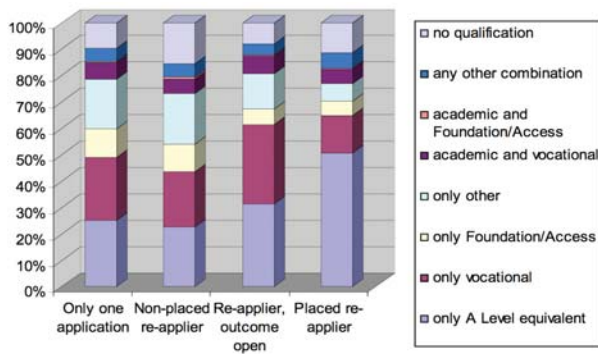 100%
90%
80%
70%
60%
50%
40%
30%
20%
10%
0%
Only one
application
Non-placed
re-applier
Re-applier,
outcome
open
Placed re-
applier
no qualification
any other combination
academic and
Foundation/Access
academic and vocational
only other
only Foundation/Access
only vocational
only A Level equivalent